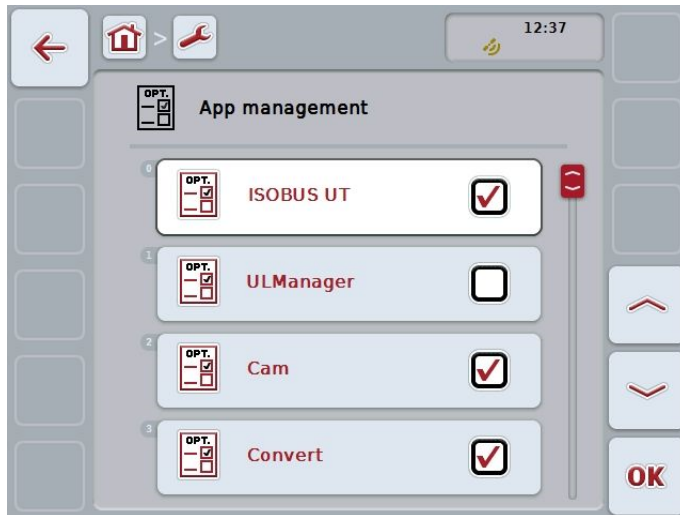 12:37
>
OPT.
App management
0
OPT.
ISOBUS UT
1
OPT.
ULManager
2
OPT.
Cam
3
OPT.
Convert
OK